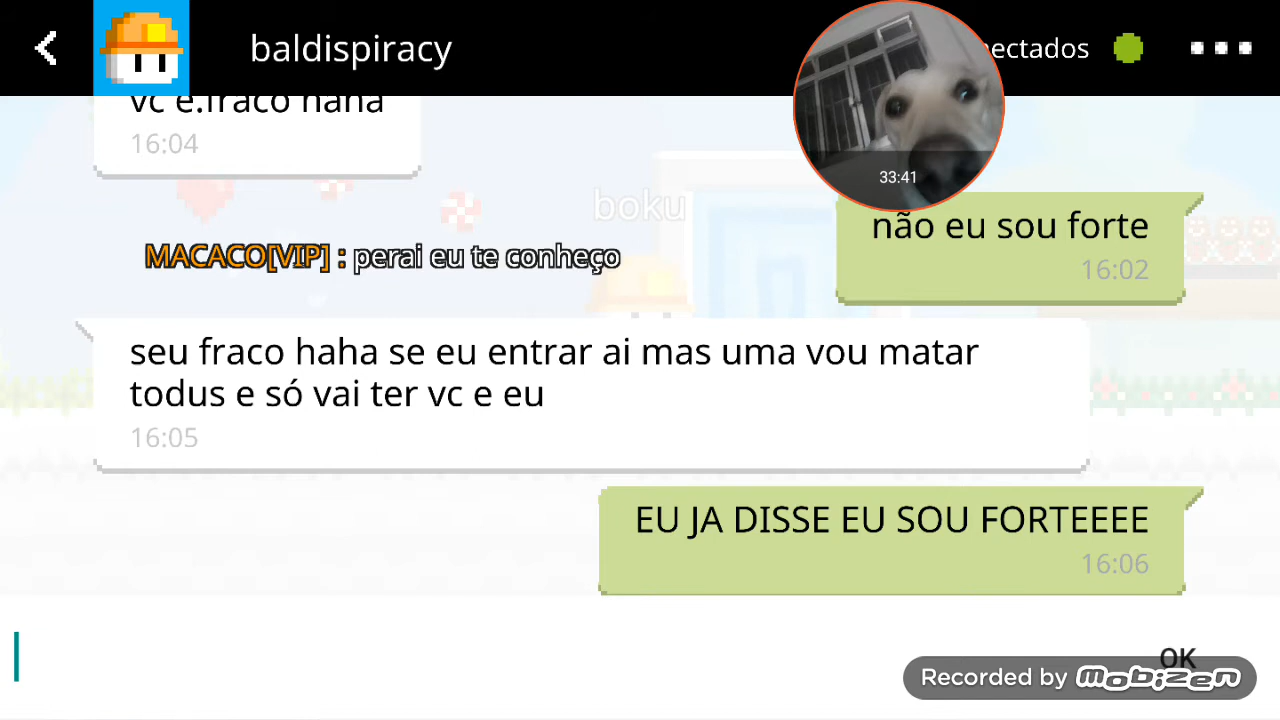 baldispiracy
nectados
vc e.fraco haha
16:04
33:41
boku
não eu sou forte
16:02
MACACO[VIP] : perai eu te conheço
seu fraco haha se eu entrar ai mas uma vou matar
todus e só vai ter vc e eu
16:05
EU JA DISSE EU SOU FORTEEEE
16:06
OK
Recorded by mobizen